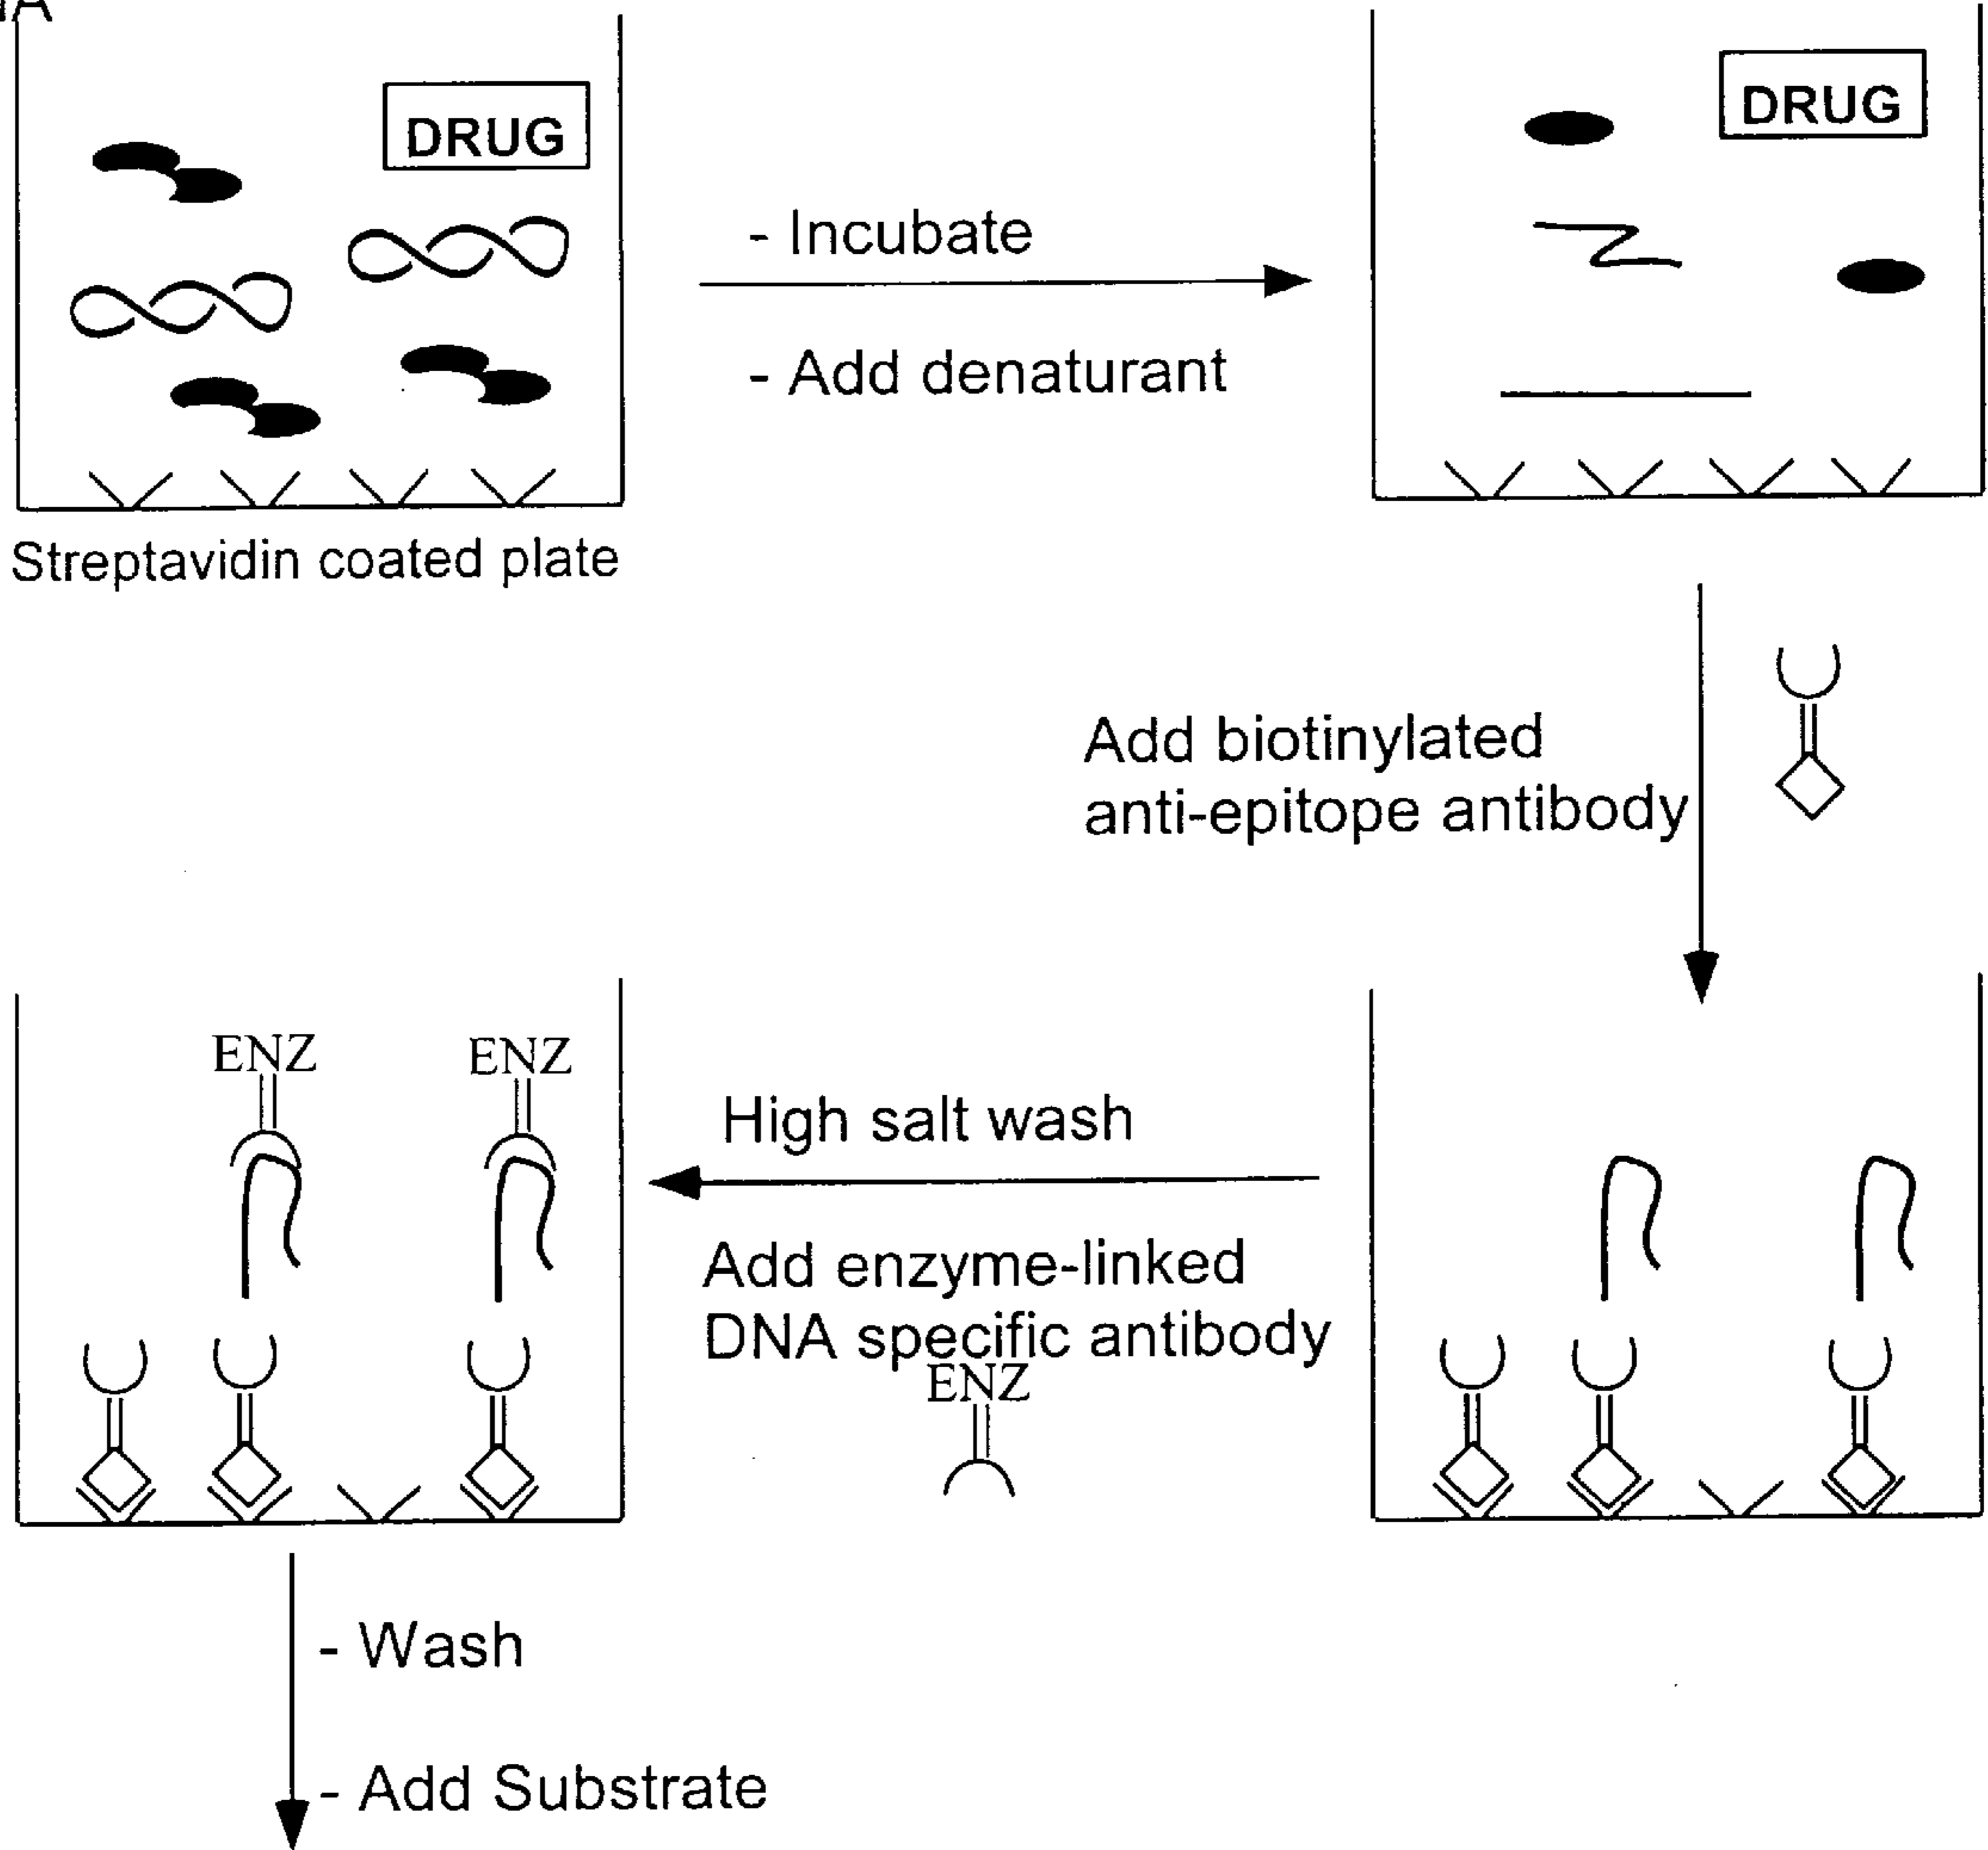 DRUG
DRUG
- Incubate
- Add denaturant
Streptavidin coated plate
Add biotinylated
anti-epitope antibody
ENZ
ENZ
High salt wash
Add enzyme-linked
DNA specific antibody
ENZ
- Wash
- Add Substrate